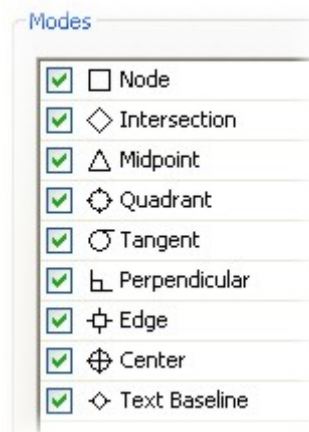 Modes
Node
Intersection
Midpoint
Quadrant
Tangent
Perpendicular
Edge
Center
Text Baseline